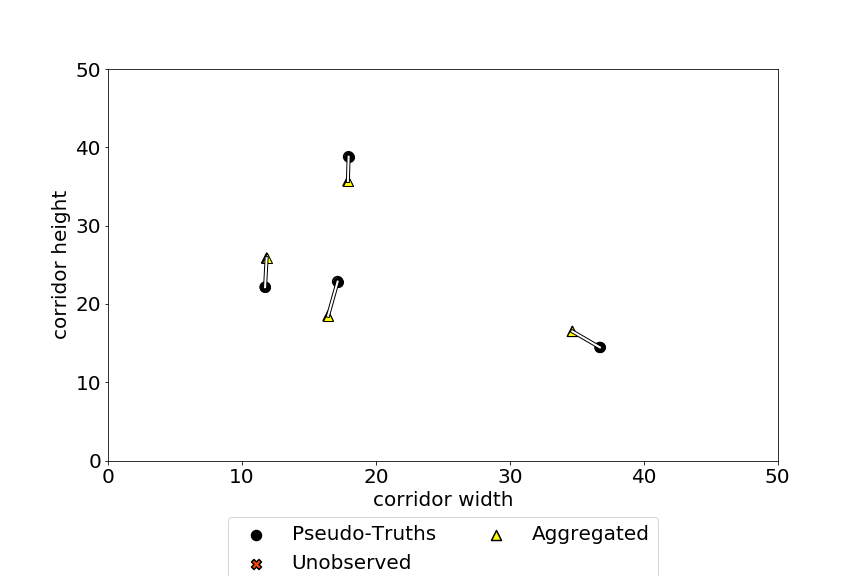 50
40
30
20
10
0
corridor height
0 10 20 30 40 50
corridor width
Pseudo-Truths Aggregated
Unobserved